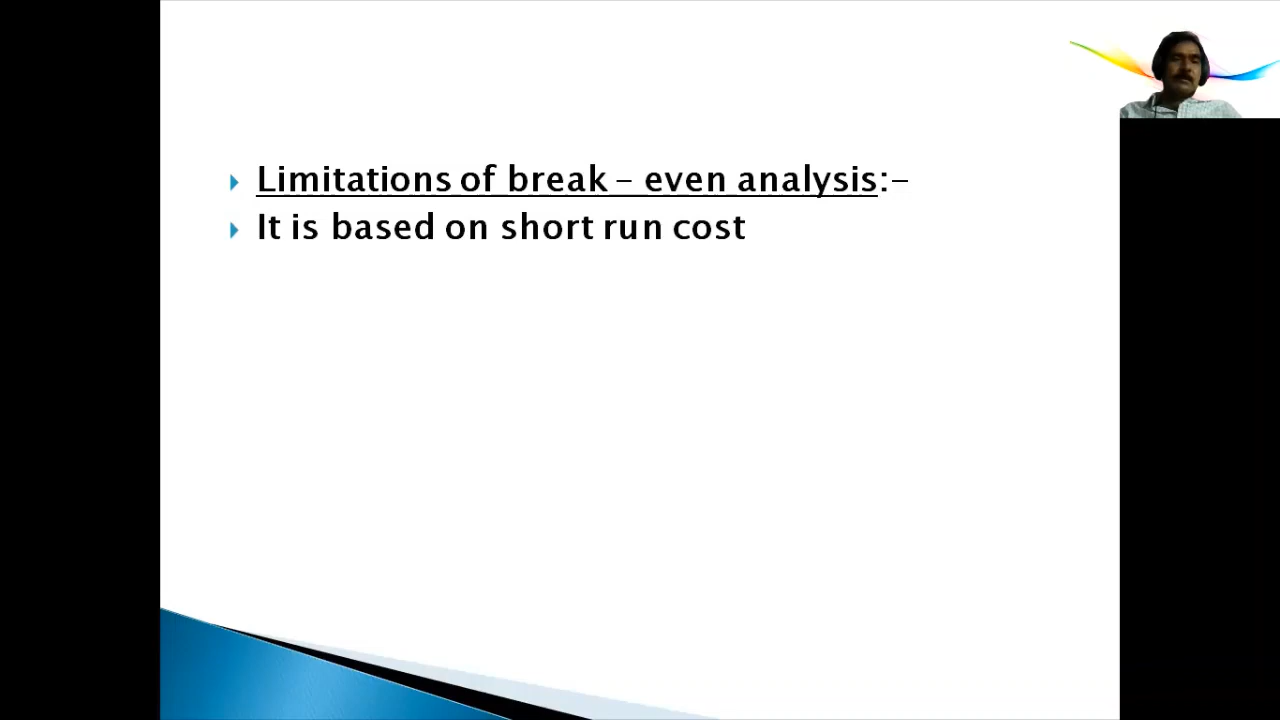 Limitations of break – even analysis:-
It is based on short run cost